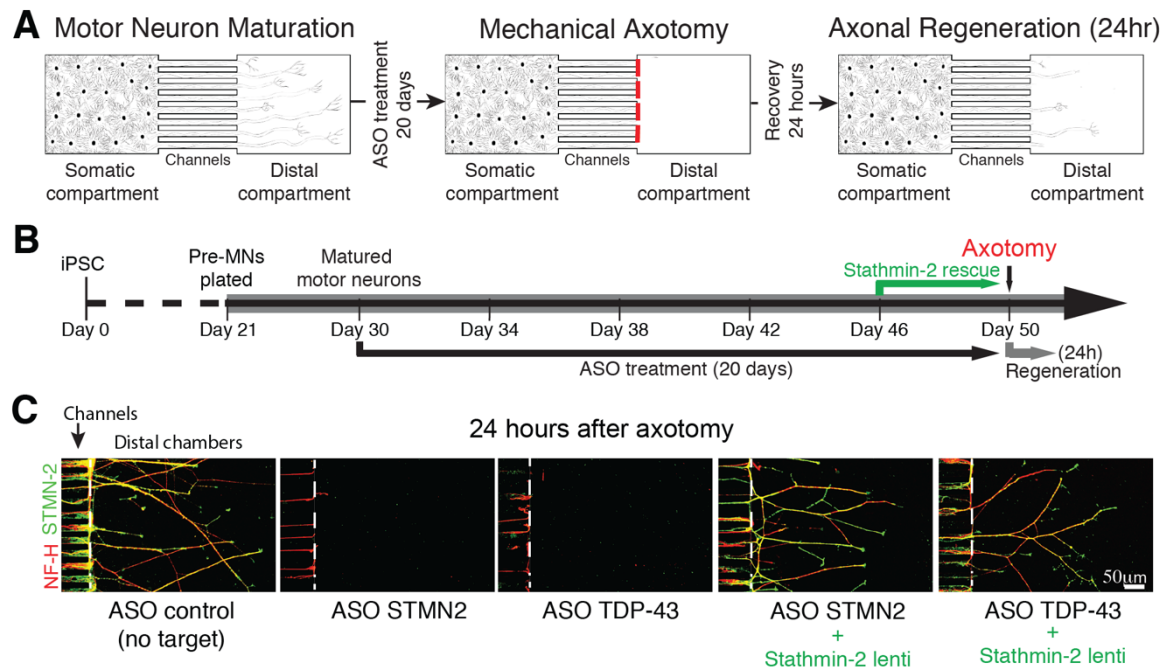 A
Motor Neuron Maturation
Mechanical Axotomy
Axonal Regeneration (24hr)
ASO treatment
20 days
Recovery
24 hours
Channels
Channels
Channels
Somatic
compartment
Distal
compartment
Somatic
compartment
Distal
compartment
Somatic
compartment
Distal
compartment
B
iPSC
Pre-MNs
plated
Matured
motor neurons
Stathmin-2 rescue
Axotomy
Day 0
Day 21
Day 30
Day 34
Day 38
Day 42
Day 46
Day 50
ASO treatment (20 days)
(24h)
Regeneration
C
Channels
Distal chambers
24 hours after axotomy
NF-H STMN-2
50µm
ASO control
(no target)
ASO STMN2
ASO TDP-43
ASO STMN2
+
Stathmin-2 lenti
ASO TDP-43
+
Stathmin-2 lenti